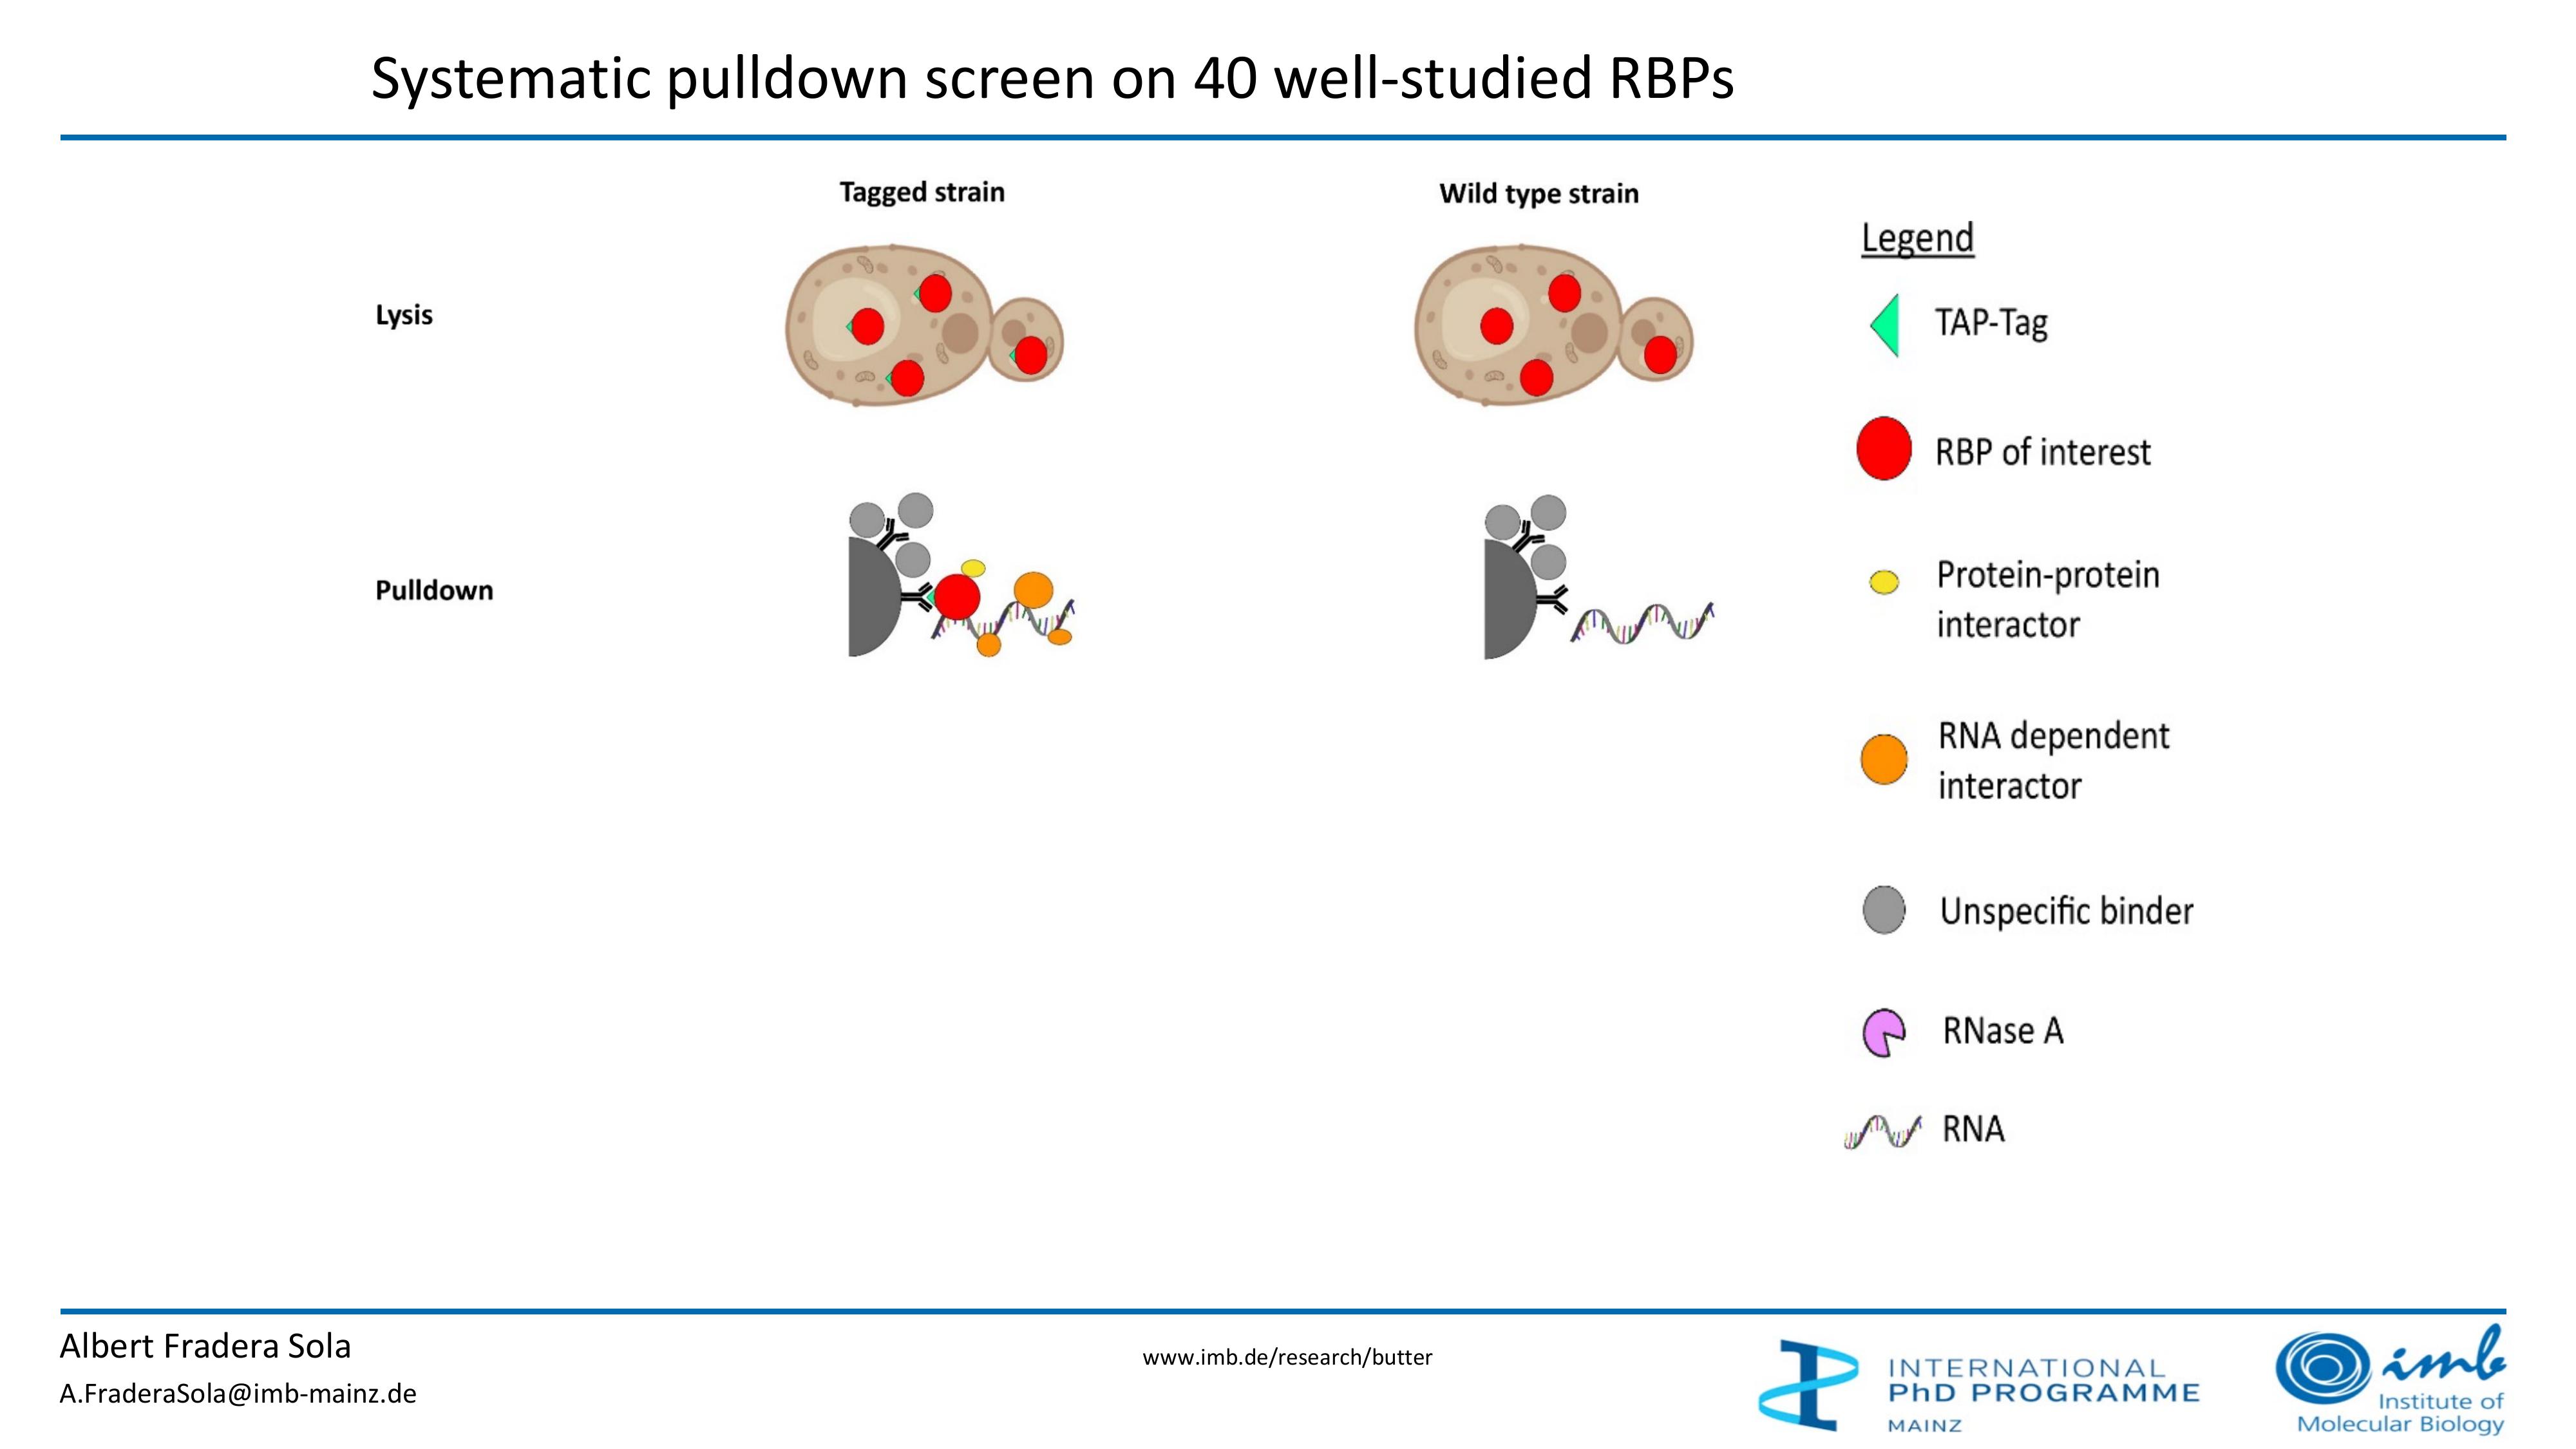 Systematic pulldown screen on 40 well-studied RBPs
Tagged strain
Wild type strain
Lysis
Pulldown
Legend
TAP-Tag
RBP of interest
Protein-protein
interactor
RNA dependent
interactor
Unspecific binder
RNase A
RNA
Albert Fradera Sola
A.FraderaSola@imb-mainz.de
www.imb.de/research/butter
INTERNATIONAL
PhD PROGRAMME
MAINZ
imb
Institute of
Molecular Biology